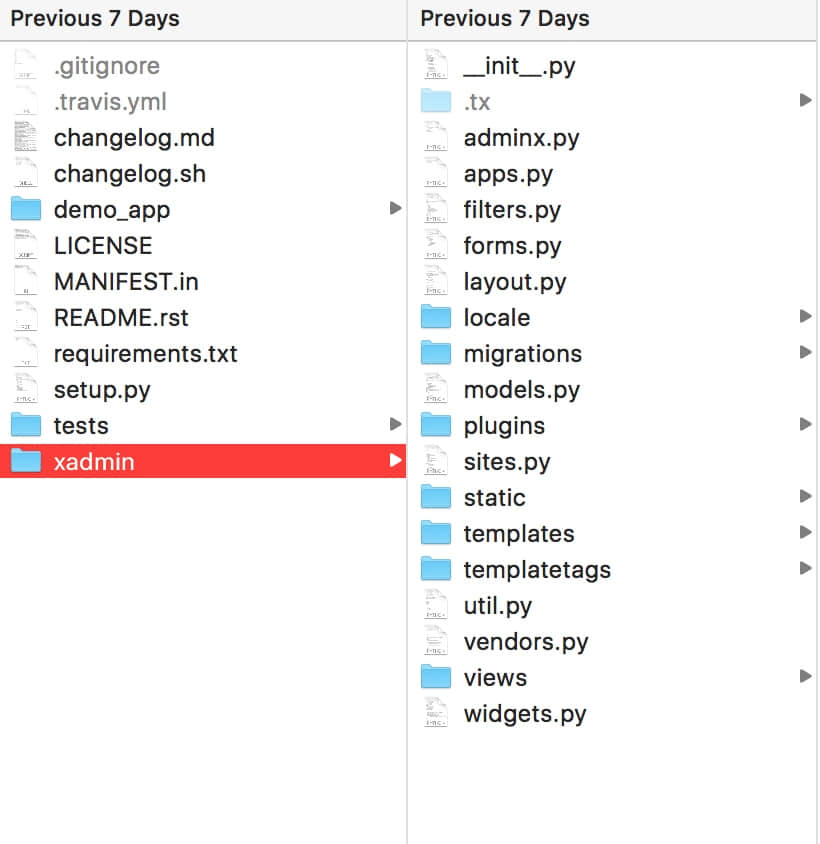 Previous 7 Days
.gitignore
.travis.yml
changelog.md
changelog.sh
demo_app
LICENSE
MANIFEST.in
README.rst
requirements.txt
setup.py
tests
xadmin
Previous 7 Days
__init__.py
.tx
adminx.py
apps.py
filters.py
forms.py
layout.py
locale
migrations
models.py
plugins
sites.py
static
templates
templatetags
util.py
vendors.py
views
widgets.py